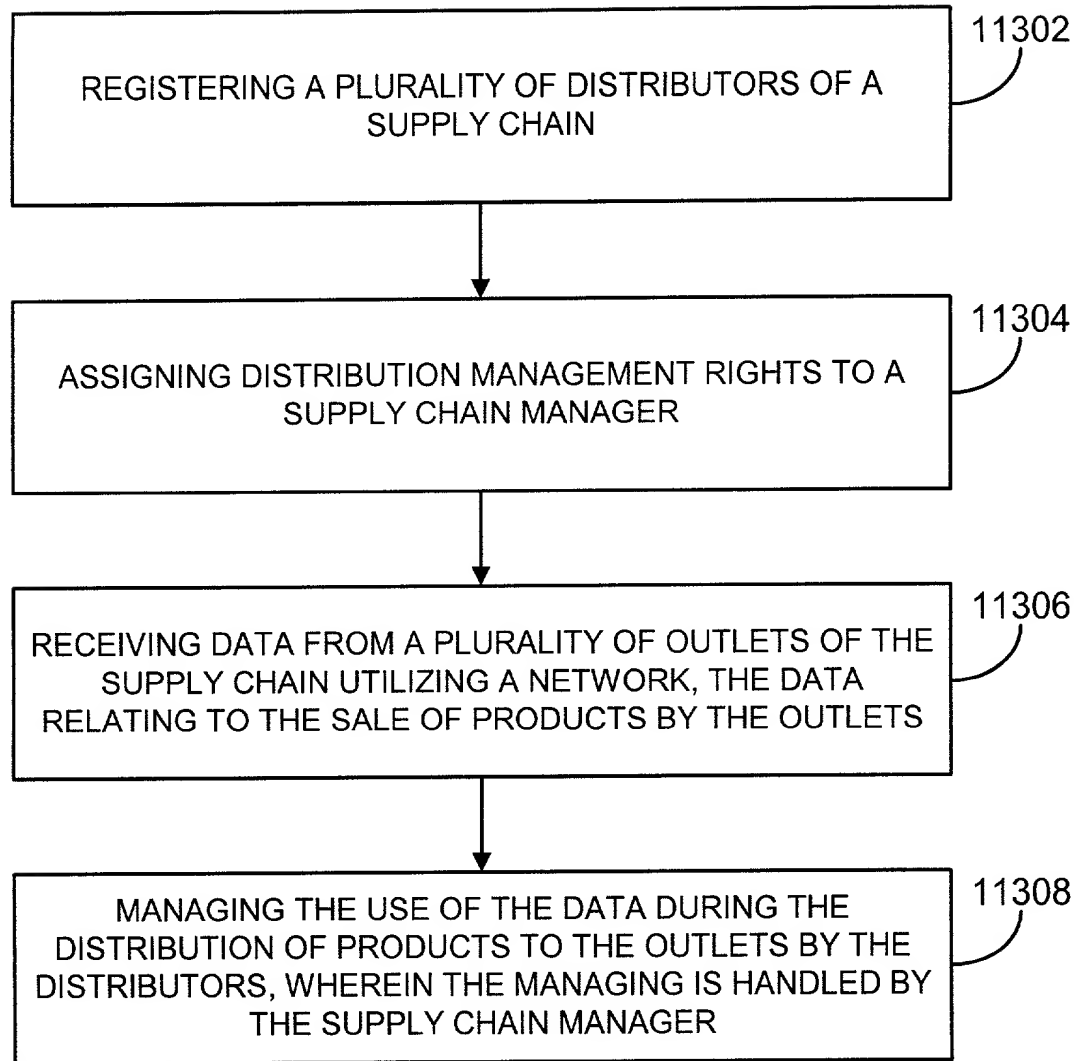 11302
REGISTERING A PLURALITY OF DISTRIBUTORS OF A
SUPPLY CHAIN
11304
ASSIGNING DISTRIBUTION MANAGEMENT RIGHTS TO A
SUPPLY CHAIN MANAGER
11306
RECEIVING DATA FROM A PLURALITY OF OUTLETS OF THE
SUPPLY CHAIN UTILIZING A NETWORK, THE DATA
RELATING TO THE SALE OF PRODUCTS BY THE OUTLETS
11308
MANAGING THE USE OF THE DATA DURING THE
DISTRIBUTION OF PRODUCTS TO THE OUTLETS BY THE
DISTRIBUTORS, WHEREIN THE MANAGING IS HANDLED BY
THE SUPPLY CHAIN MANAGER